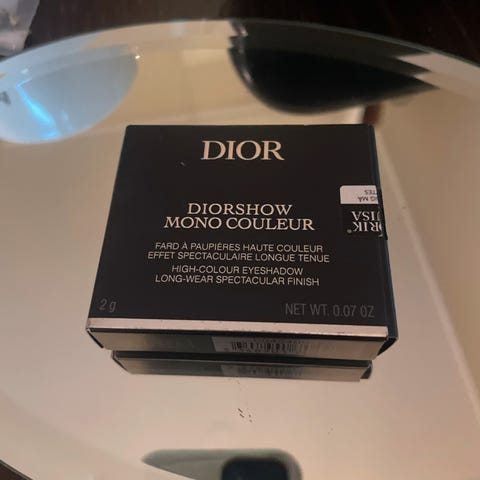 DIOR
DIORSHOW
MONO COULEUR
FARD À PAUPIÈRES HAUTE COULEUR
EFFET SPECTACULAIRE LONGUE TENUE
HIGH-COLOUR EYESHADOW
LONG-WEAR SPECTACULAR FINISH
2 g
NET WT. 0.07 OZ